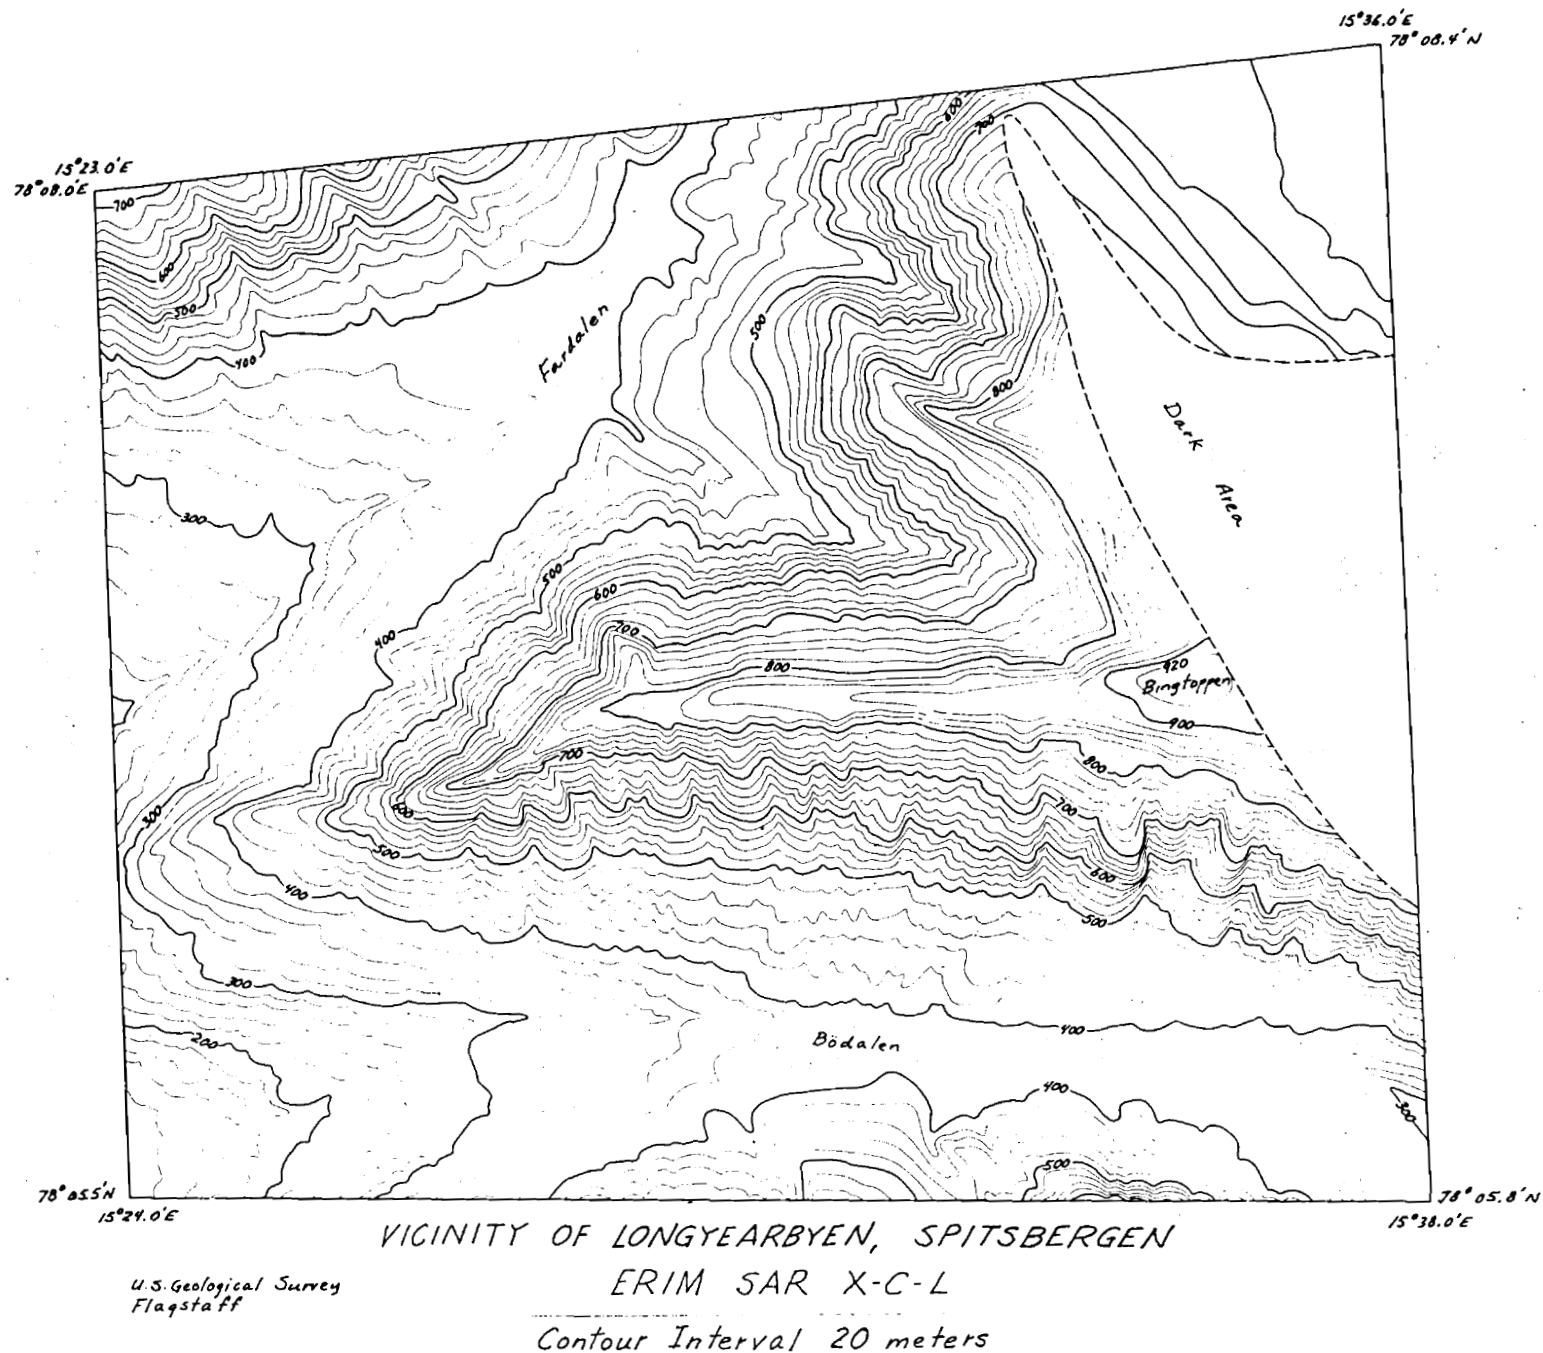 15°36.0'E
78°08.4'N
15°23.0'E
78°08.0'E
600
700
700
600
500
500
400
Fardalen
800
Dark
Area
300
500
600
400
700
800
920
Bingtoppen
900
700
800
300
600
700
500
600
400
500
300
400
200
Bödalen
400
300
500
78°05.5'N
78°05.8'N
15°24.0'E
15°38.0'E
VICINITY OF LONGYEARBYEN, SPITSBERGEN
U.S. Geological Survey
Flagstaff
ERIM SAR X-C-L
Contour Interval 20 meters